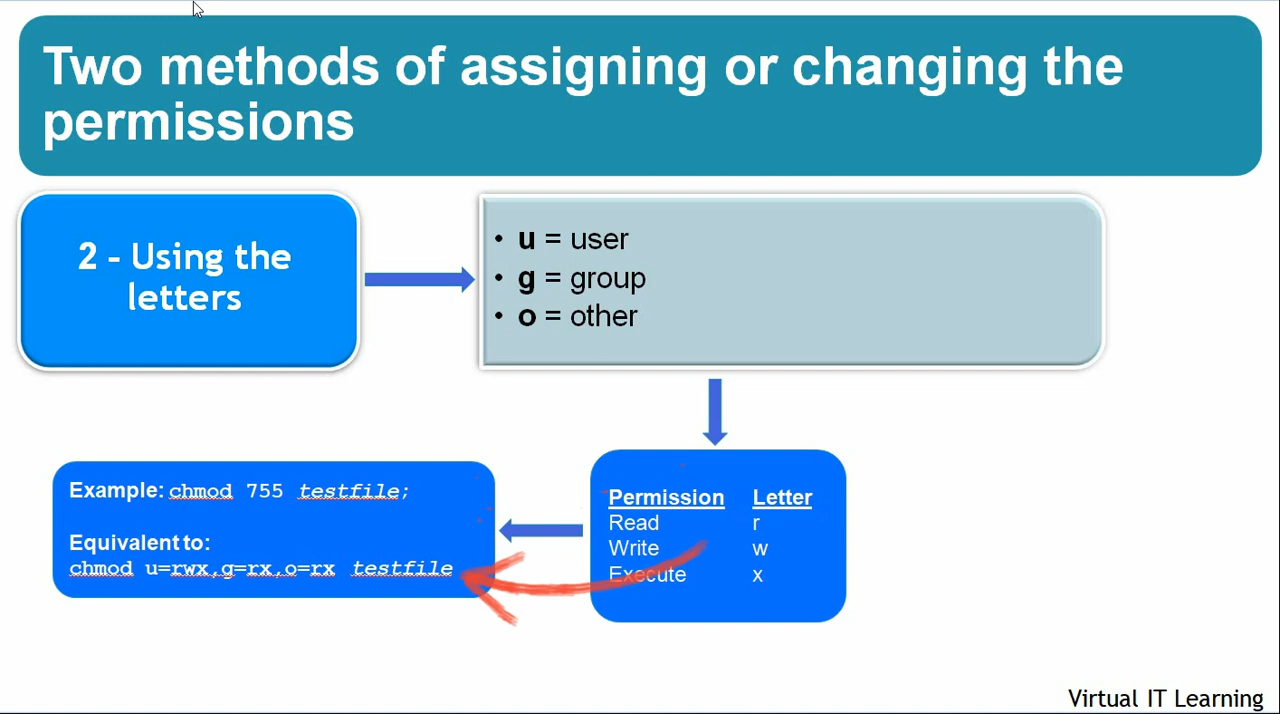 Two methods of assigning or changing the
permissions
2 - Using the
letters
• u = user
• g = group
• o = other
Example: chmod 755 testfile;
Equivalent to:
chmod u=rwx,g=rx,o=rx testfile
Permission Letter
Read r
Write w
Execute x
Virtual IT Learning